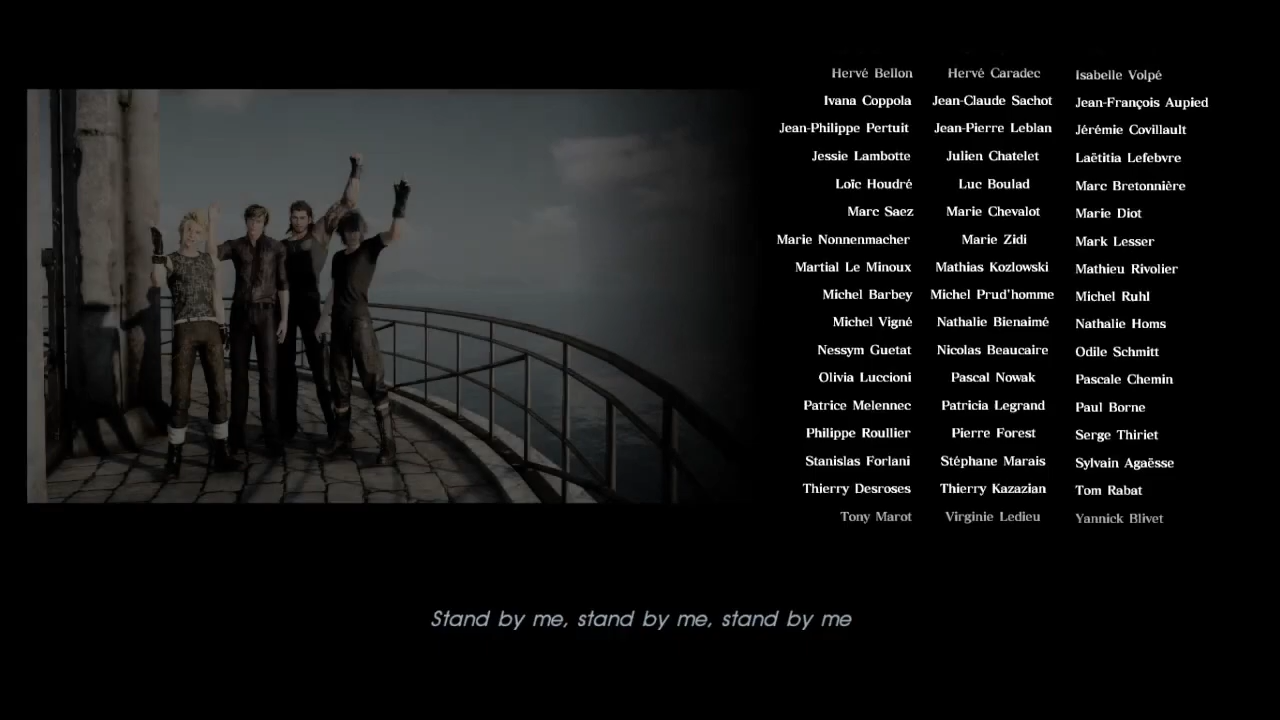 Hervé Bellon Hervé Caradec Isabelle Volpé
Ivana Coppola Jean-Claude Sachot Jean-François Aupied
Jean-Philippe Pertuit Jean-Pierre Leblan Jérémie Covillault
Jessie Lambotte Julien Chatelet Laëtitia Lefebvre
Loïc Houdré Luc Boulad Marc Bretonnière
Marc Saez Marie Chevalot Marie Diot
Marie Nonnenmacher Marie Zidi Mark Lesser
Martial Le Minoux Mathias Kozlowski Mathieu Rivolier
Michel Barbey Michel Prud'homme Michel Ruhl
Michel Vigné Nathalie Bienaimé Nathalie Homs
Nessym Guetat Nicolas Beaucaire Odile Schmitt
Olivia Luccioni Pascal Nowak Pascale Chemin
Patrice Melennec Patricia Legrand Paul Borne
Philippe Roullier Pierre Forest Serge Thiriet
Stanislas Forlani Stéphane Marais Sylvain Agaësse
Thierry Desroses Thierry Kazazian Tom Rabat
Tony Marot Virginie Ledieu Yannick Blivet
Stand by me, stand by me, stand by me